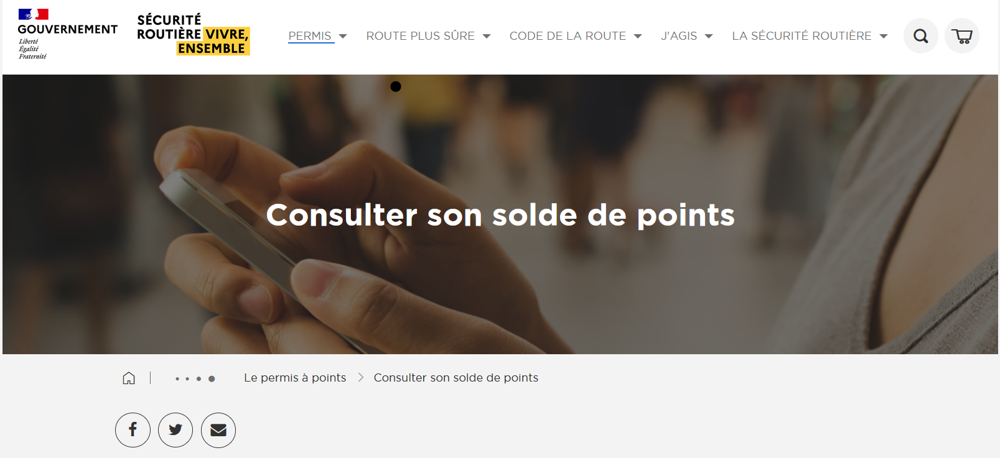 GOUVERNEMENT
Liberté
Égalité
Fraternité
SÉCURITÉ
ROUTIÈRE VIVRE,
ENSEMBLE
PERMIS
ROUTE PLUS SÛRE
CODE DE LA ROUTE
J'AGIS
LA SÉCURITÉ ROUTIÈRE
Consulter son solde de points
Le permis à points > Consulter son solde de points